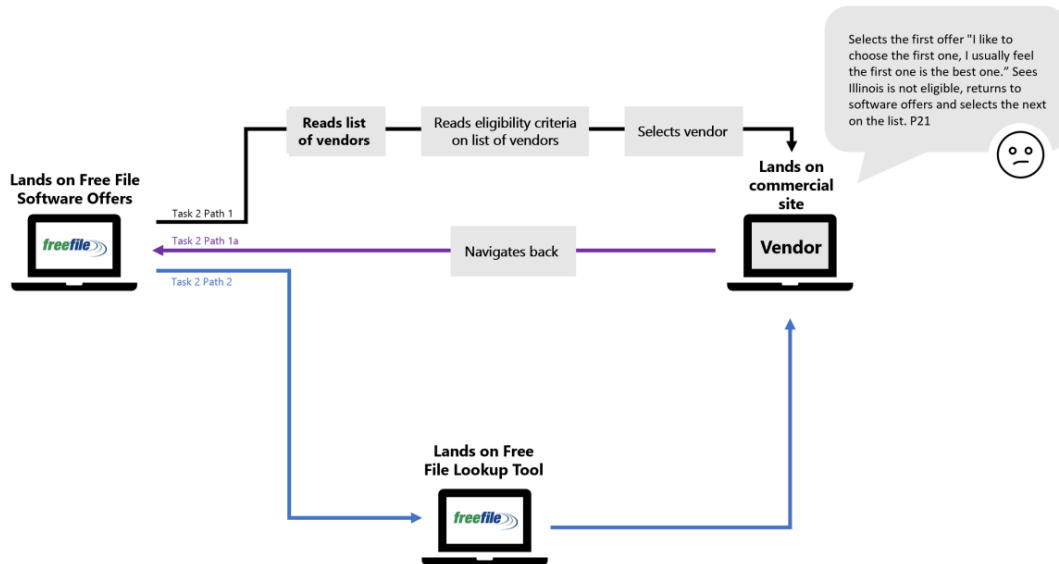 Selects the first offer "I like to
choose the first one, I usually feel
the first one is the best one.” Sees
Illinois is not eligible, returns to
software offers and selects the next
on the list. P21
Reads list
of vendors
Reads eligibility criteria
on list of vendors
Selects vendor
Lands on
commercial
site
Lands on Free File
Software Offers
freefile
Task 2 Path 1
Task 2 Path 1a
Task 2 Path 2
Navigates back
Vendor
Lands on Free
File Lookup Tool
freefile